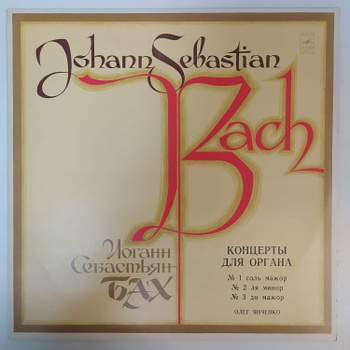 Johann Sebastian
Bach
Иоганн
Себастьян
БАХ
КОНЦЕРТЫ
ДЛЯ ОРГАНА
№ 1 соль мажор
№ 2 ля минор
№ 3 до мажор
ОЛЕГ ЯНЧЕНКО